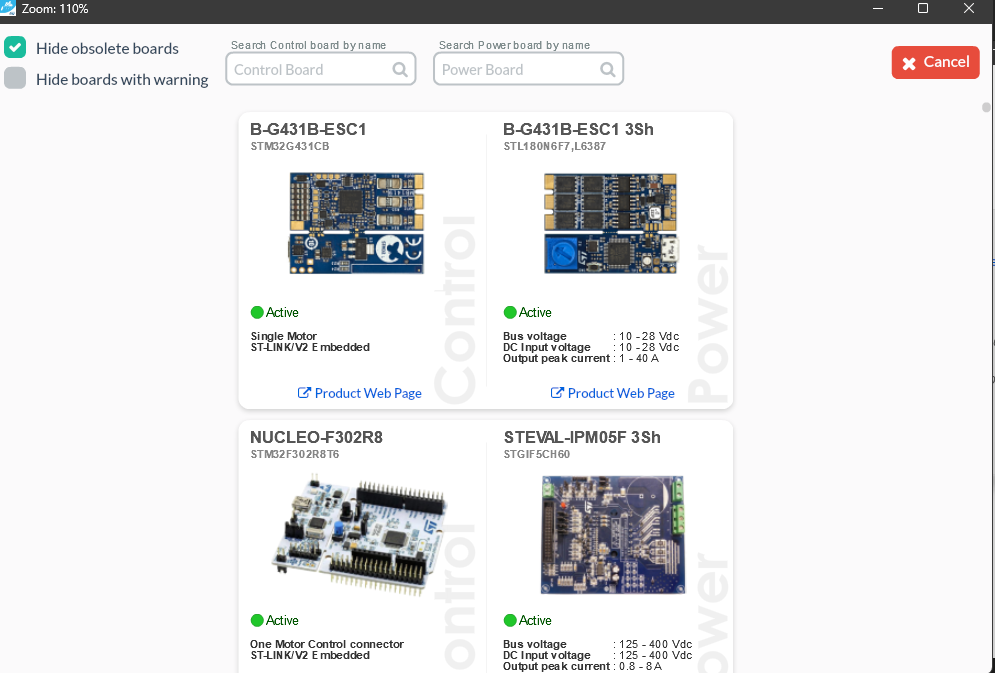 Zoom: 110%
Hide obsolete boards
Hide boards with warning
Search Control board by name
Control Board
Search Power board by name
Power Board
Cancel
B-G431B-ESC1
STM32G431CB
Control
Active
Single Motor
ST-LINK/V2 Embedded
Product Web Page
B-G431B-ESC1 3Sh
STL180N6F7,L6387
Power
Active
Bus voltage : 10 - 28 Vdc
DC Input voltage : 10 - 28 Vdc
Output peak current : 1 - 40 A
Product Web Page
NUCLEO-F302R8
STM32F302R8T6
ontrol
Active
One Motor Control connector
ST-LINK/V2 Embedded
STEVAL-IPM05F 3Sh
STGIF5CH60
ower
Active
Bus voltage : 125 - 400 Vdc
DC Input voltage : 125 - 400 Vdc
Output peak current : 0.8 - 8 A